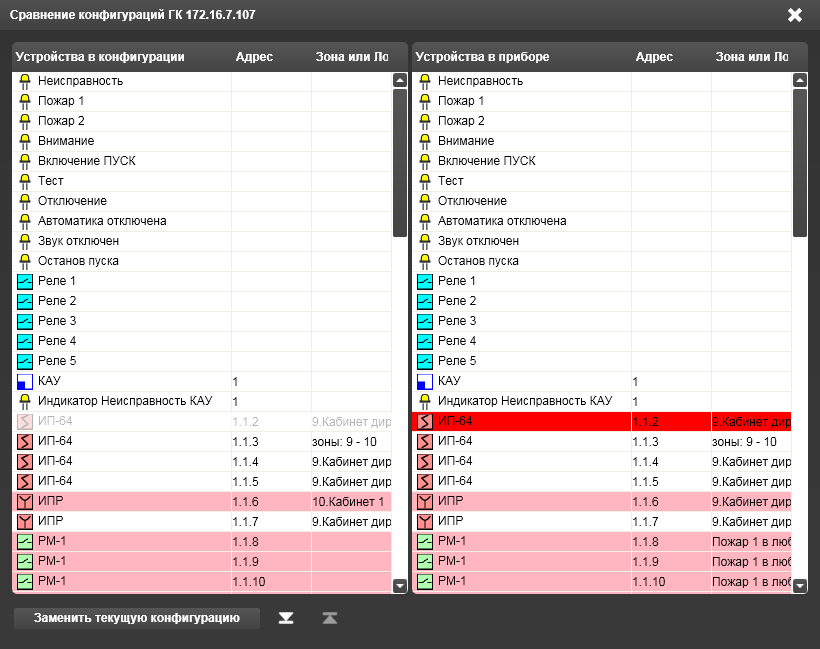 Сравнение конфигураций ГК 172.16.7.107
Устройства в конфигурации Адрес Зона или Ло Устройства в приборе Адрес Зона или Ло
Неисправность Неисправность
Пожар 1 Пожар 1
Пожар 2 Пожар 2
Внимание Внимание
Включение ПУСК Включение ПУСК
Тест Тест
Отключение Отключение
Автоматика отключена Автоматика отключена
Звук отключен Звук отключен
Останов пуска Останов пуска
Реле 1 Реле 1
Реле 2 Реле 2
Реле 3 Реле 3
Реле 4 Реле 4
Реле 5 Реле 5
КАУ 1 КАУ 1
Индикатор Неисправность КАУ 1 Индикатор Неисправность КАУ 1
ИП-64 1.1.2 9.Кабинет дир ИП-64 1.1.2 9.Кабинет дир
ИП-64 1.1.3 зоны: 9 - 10 ИП-64 1.1.3 зоны: 9 - 10
ИП-64 1.1.4 9.Кабинет дир ИП-64 1.1.4 9.Кабинет дир
ИП-64 1.1.5 9.Кабинет дир ИП-64 1.1.5 9.Кабинет дир
ИПР 1.1.6 10.Кабинет 1 ИПР 1.1.6 9.Кабинет дир
ИПР 1.1.7 9.Кабинет дир ИПР 1.1.7 9.Кабинет дир
РМ-1 1.1.8 РМ-1 1.1.8 Пожар 1 в люб
РМ-1 1.1.9 РМ-1 1.1.9 Пожар 1 в люб
РМ-1 1.1.10 РМ-1 1.1.10 Пожар 1 в люб
Заменить текущую конфигурацию